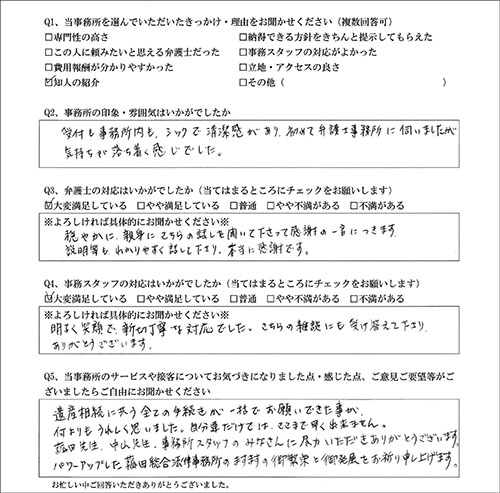 Q1、当事務所を選んでいただいたきっかけ・理由をお聞かせください（複数回答可）
□専門性の高さ □納得できる方針をきちんと提示してもらえた
□この人に頼みたいと思える弁護士だった □事務スタッフの対応がよかった
□費用報酬が分かりやすかった □立地・アクセスの良さ
☑知人の紹介 □その他（ ）
Q2、事務所の印象・雰囲気はいかがでしたか
受付も事務所内も、シックで清潔感があり、初めて弁護士事務所に伺いましたが
気持ちが落ち着く感じでした。
Q3、弁護士の対応はいかがでしたか（当てはまるところにチェックをお願いします）
☑大変満足している □やや満足している □普通 □やや不満がある □不満がある
※よろしければ具体的にお聞かせください※
穏やかに、親身にこちらの話しを聞いて下さって感謝の一言につきます。
説明等も、わかりやすく話して下さり、本当に感謝です。
Q4、事務スタッフの対応はいかがでしたか（当てはまるところにチェックをお願いします）
☑大変満足している □やや満足している □普通 □やや不満がある □不満がある
※よろしければ具体的にお聞かせください※
明るく笑顔で、親切丁寧な対応でした。こちらの雑談にも受け答えて下さり、
ありがとうございます。
Q5、当事務所のサービスや接客についてお気づきになりました点・感じた点、ご意見ご要望等がご
ざいましたらご自由にお聞かせください
遺産相続に伴う全ての手続きが一括でお願いできた事が、
何よりもうれしく思いました。自分達だけでは、ここまで早く出来ません。
菰田先生、中山先生、事務所スタッフのみなさんに尽力いただきありがとうございます。
パワーアップした菰田総合法律事務所の益々の御繁栄と御発展をお祈り申し上げます。
お忙しい中ご回答いただきありがとうございました。